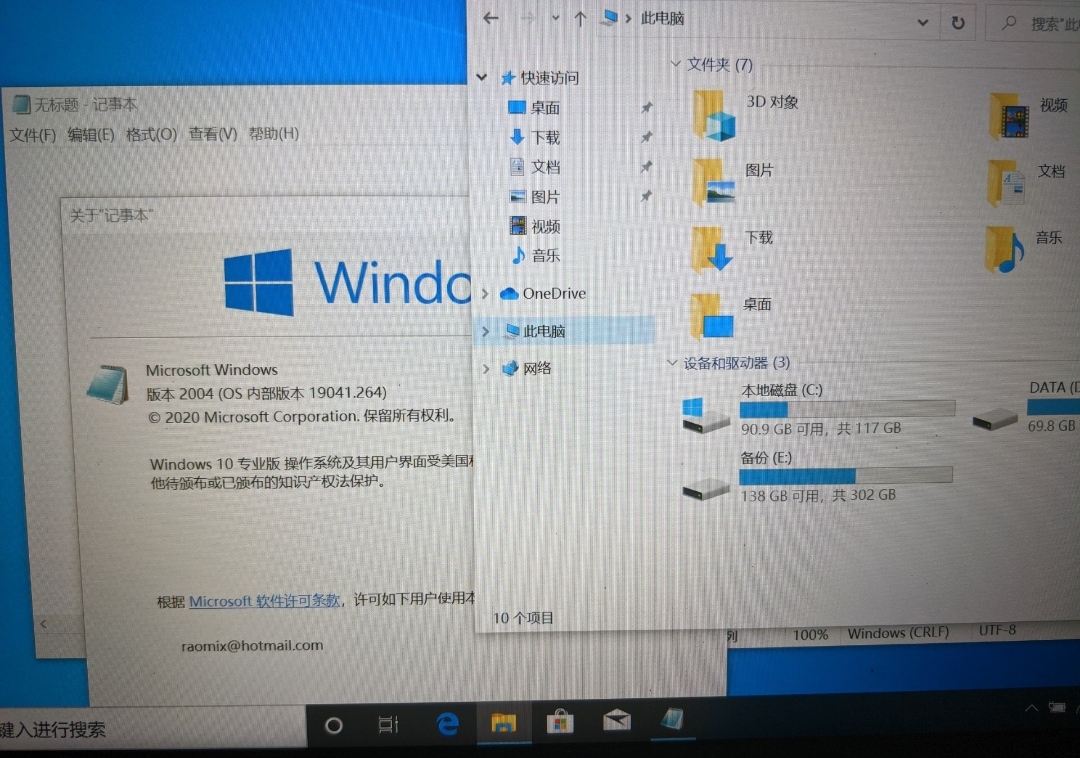 无标题 - 记事本
文件(F) 编辑(E) 格式(O) 查看(V) 帮助(H)
关于"记事本"
Windo
Microsoft Windows
版本 2004 (OS 内部版本 19041.264)
© 2020 Microsoft Corporation. 保留所有权利。
Windows 10 专业版 操作系统及其用户界面受美国
他待颁布或已颁布的知识产权法保护。
根据 Microsoft 软件许可条款, 许可如下用户使用本
raomix@hotmail.com
此电脑
搜索"此
快速访问
桌面
下载
文档
图片
视频
音乐
OneDrive
此电脑
网络
文件夹 (7)
3D 对象
视频
图片
文档
下载
音乐
桌面
设备和驱动器 (3)
本地磁盘 (C:)
90.9 GB 可用, 共 117 GB
DATA (D
69.8 GB
备份 (E:)
138 GB 可用, 共 302 GB
10 个项目
列 100% Windows (CRLF) UTF-8
键入进行搜索